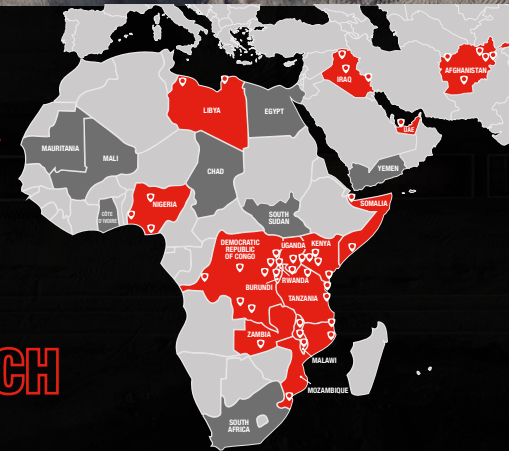 IRAQ
AFGHANISTAN
LIBYA
EGYPT
UAE
MAURITANIA
MALI
CHAD
YEMEN
NIGERIA
SOMALIA
CÔTE
D'IVOIRE
SOUTH
SUDAN
DEMOCRATIC
REPUBLIC
OF CONGO
UGANDA
KENYA
RWANDA
BURUNDI
TANZANIA
ZAMBIA
MALAWI
CH
MOZAMBIQUE
SOUTH
AFRICA